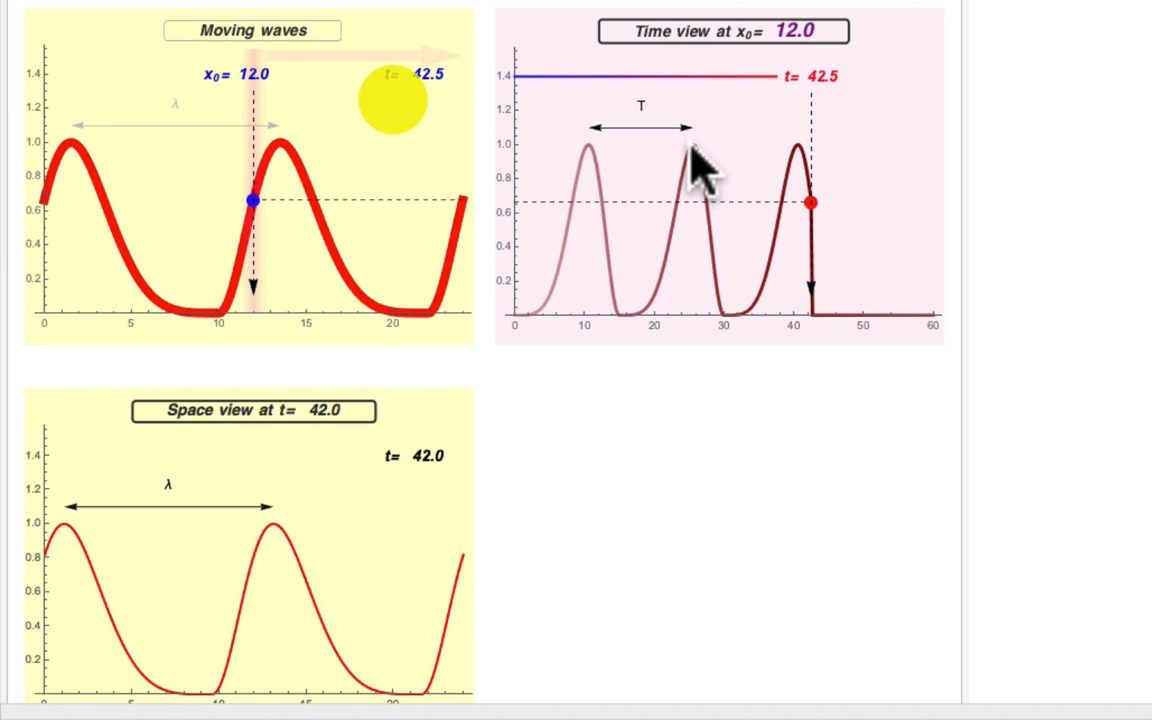 Moving waves
x₀= 12.0 t= 42.5
λ
1.4
1.2
1.0
0.8
0.6
0.4
0.2
0 5 10 15 20
Time view at x₀= 12.0
t= 42.5
T
1.4
1.2
1.0
0.8
0.6
0.4
0.2
0 10 20 30 40 50 60
Space view at t= 42.0
t= 42.0
λ
1.4
1.2
1.0
0.8
0.6
0.4
0.2